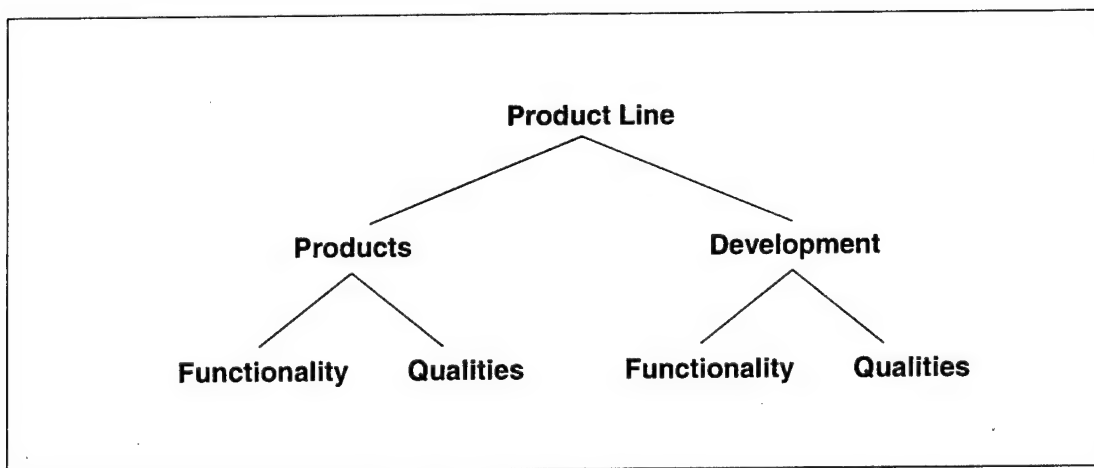 Product Line
Products Development
Functionality Qualities Functionality Qualities